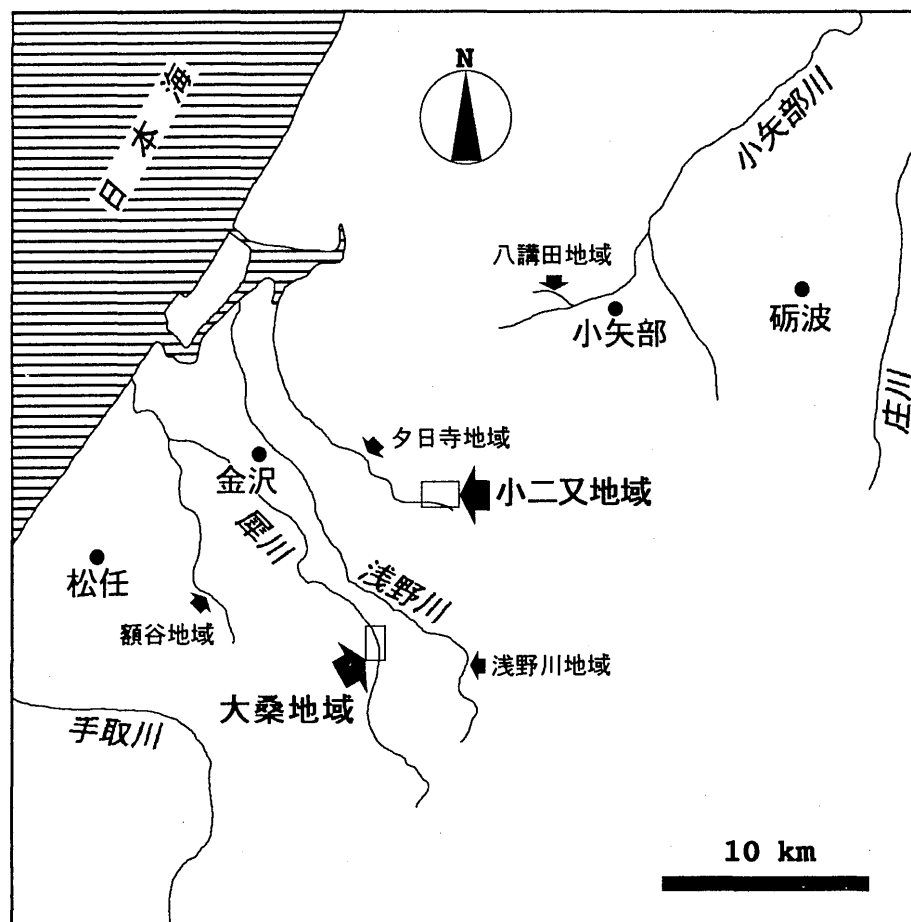 N
日本海
小矢部川
八講田地域
小矢部
砺波
庄川
夕日寺地域
金沢
小二又地域
犀川
松任
浅野川
額谷地域
浅野川地域
大桑地域
手取川
10 km